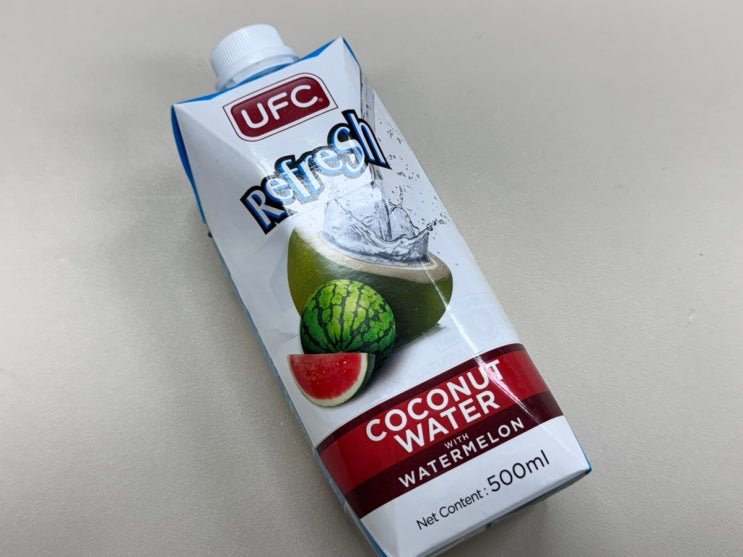 UFC®
Refresh
COCONUT
WATER
WITH
WATERMELON
Net Content : 500ml